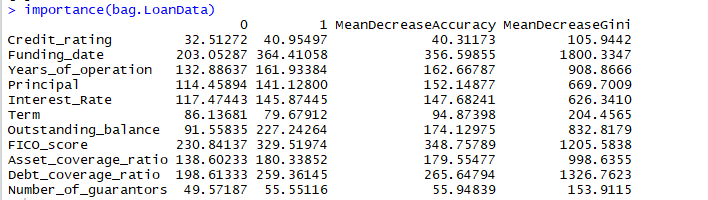 > importance(bag.LoanData)
0 1 MeanDecreaseAccuracy MeanDecreaseGini
Credit_rating 32.51272 40.95497 40.31173 105.9442
Funding_date 203.05287 364.41058 356.59855 1800.3347
Years_of_operation 132.88637 161.93384 162.66787 908.8666
Principal 114.45894 141.12800 152.14877 669.7009
Interest_Rate 117.47443 145.87445 147.68241 626.3410
Term 86.13681 79.67912 94.87398 204.4565
Outstanding_balance 91.55835 227.24264 174.12975 832.8179
FICO_score 230.84137 329.51974 348.75789 1205.5838
Asset_coverage_ratio 138.60233 180.33852 179.55477 998.6355
Debt_coverage_ratio 198.61333 259.36145 265.64794 1326.7623
Number_of_guarantors 49.57187 55.55116 55.94839 153.9115